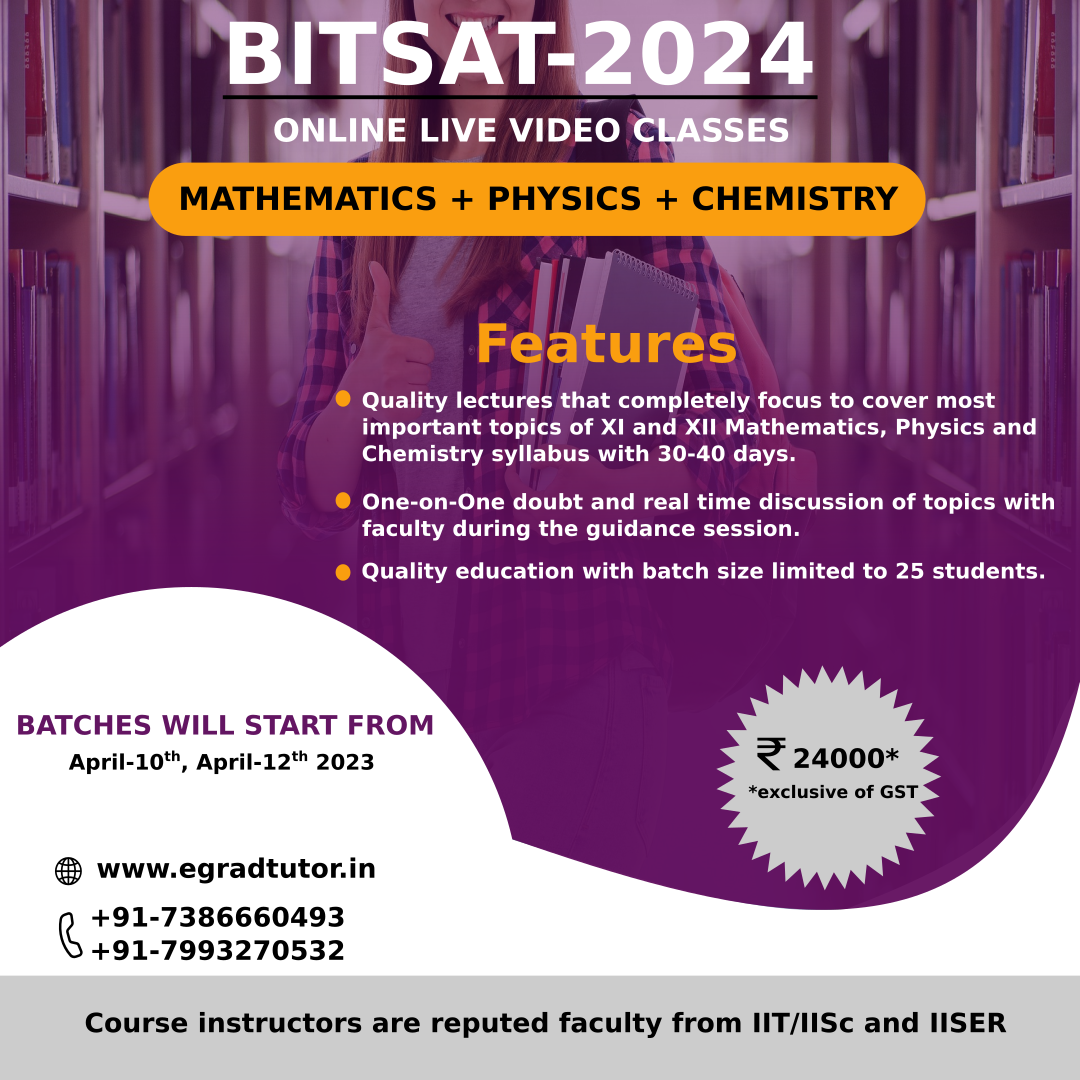 BITSAT-2024
ONLINE LIVE VIDEO CLASSES
MATHEMATICS + PHYSICS + CHEMISTRY
Features
Quality lectures that completely focus to cover most
important topics of XI and XII Mathematics, Physics and
Chemistry syllabus with 30-40 days.
One-on-One doubt and real time discussion of topics with
faculty during the guidance session.
Quality education with batch size limited to 25 students.
BATCHES WILL START FROM
April-10th, April-12th 2023
₹ 24000*
*exclusive of GST
www.egradtutor.in
+91-7386660493
+91-7993270532
Course instructors are reputed faculty from IIT/IISc and IISER